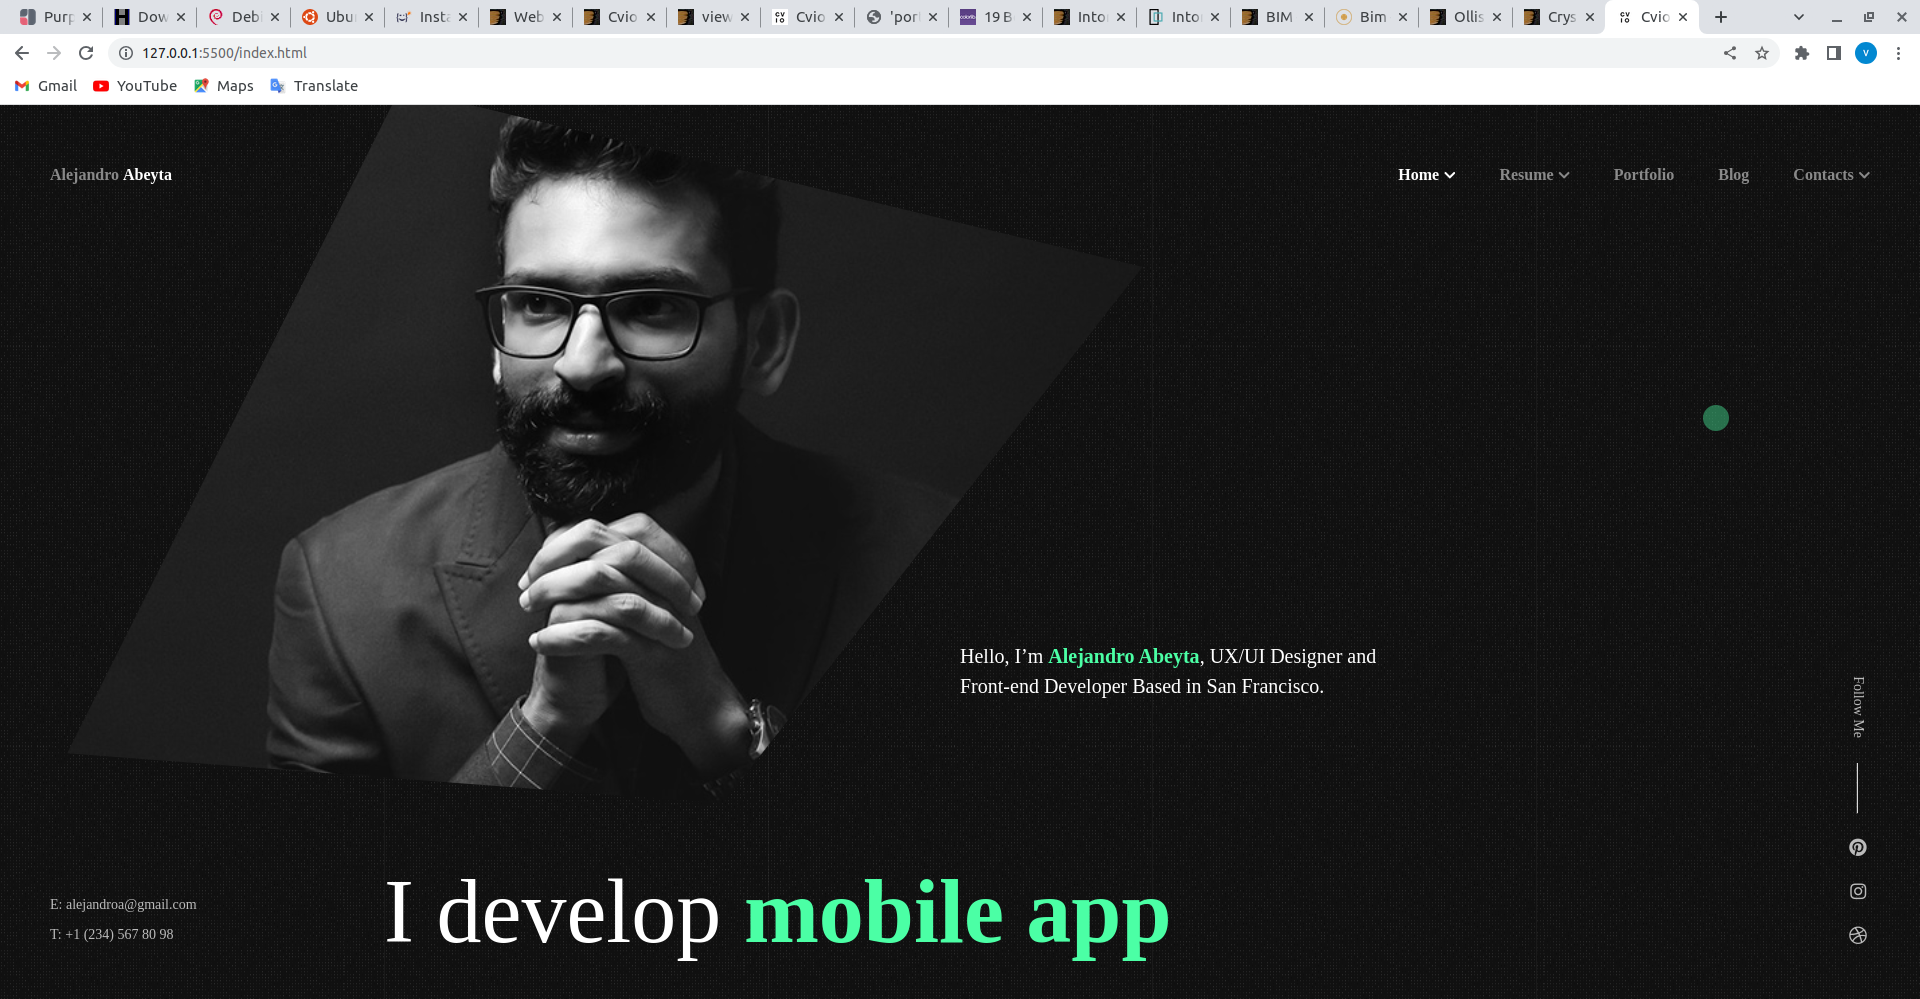 Purp Dow Debi Ubu Insta Web Cvio view Cvio 'por 19 B Into Into BIM Bim Ollis Crys Cvio
127.0.0.1:5500/index.html
V
Gmail YouTube Maps Translate
Alejandro Abeyta
Home Resume Portfolio Blog Contacts
Hello, I’m Alejandro Abeyta, UX/UI Designer and
Front-end Developer Based in San Francisco.
Follow Me
I develop mobile app
E: alejandroa@gmail.com
T: +1 (234) 567 80 98